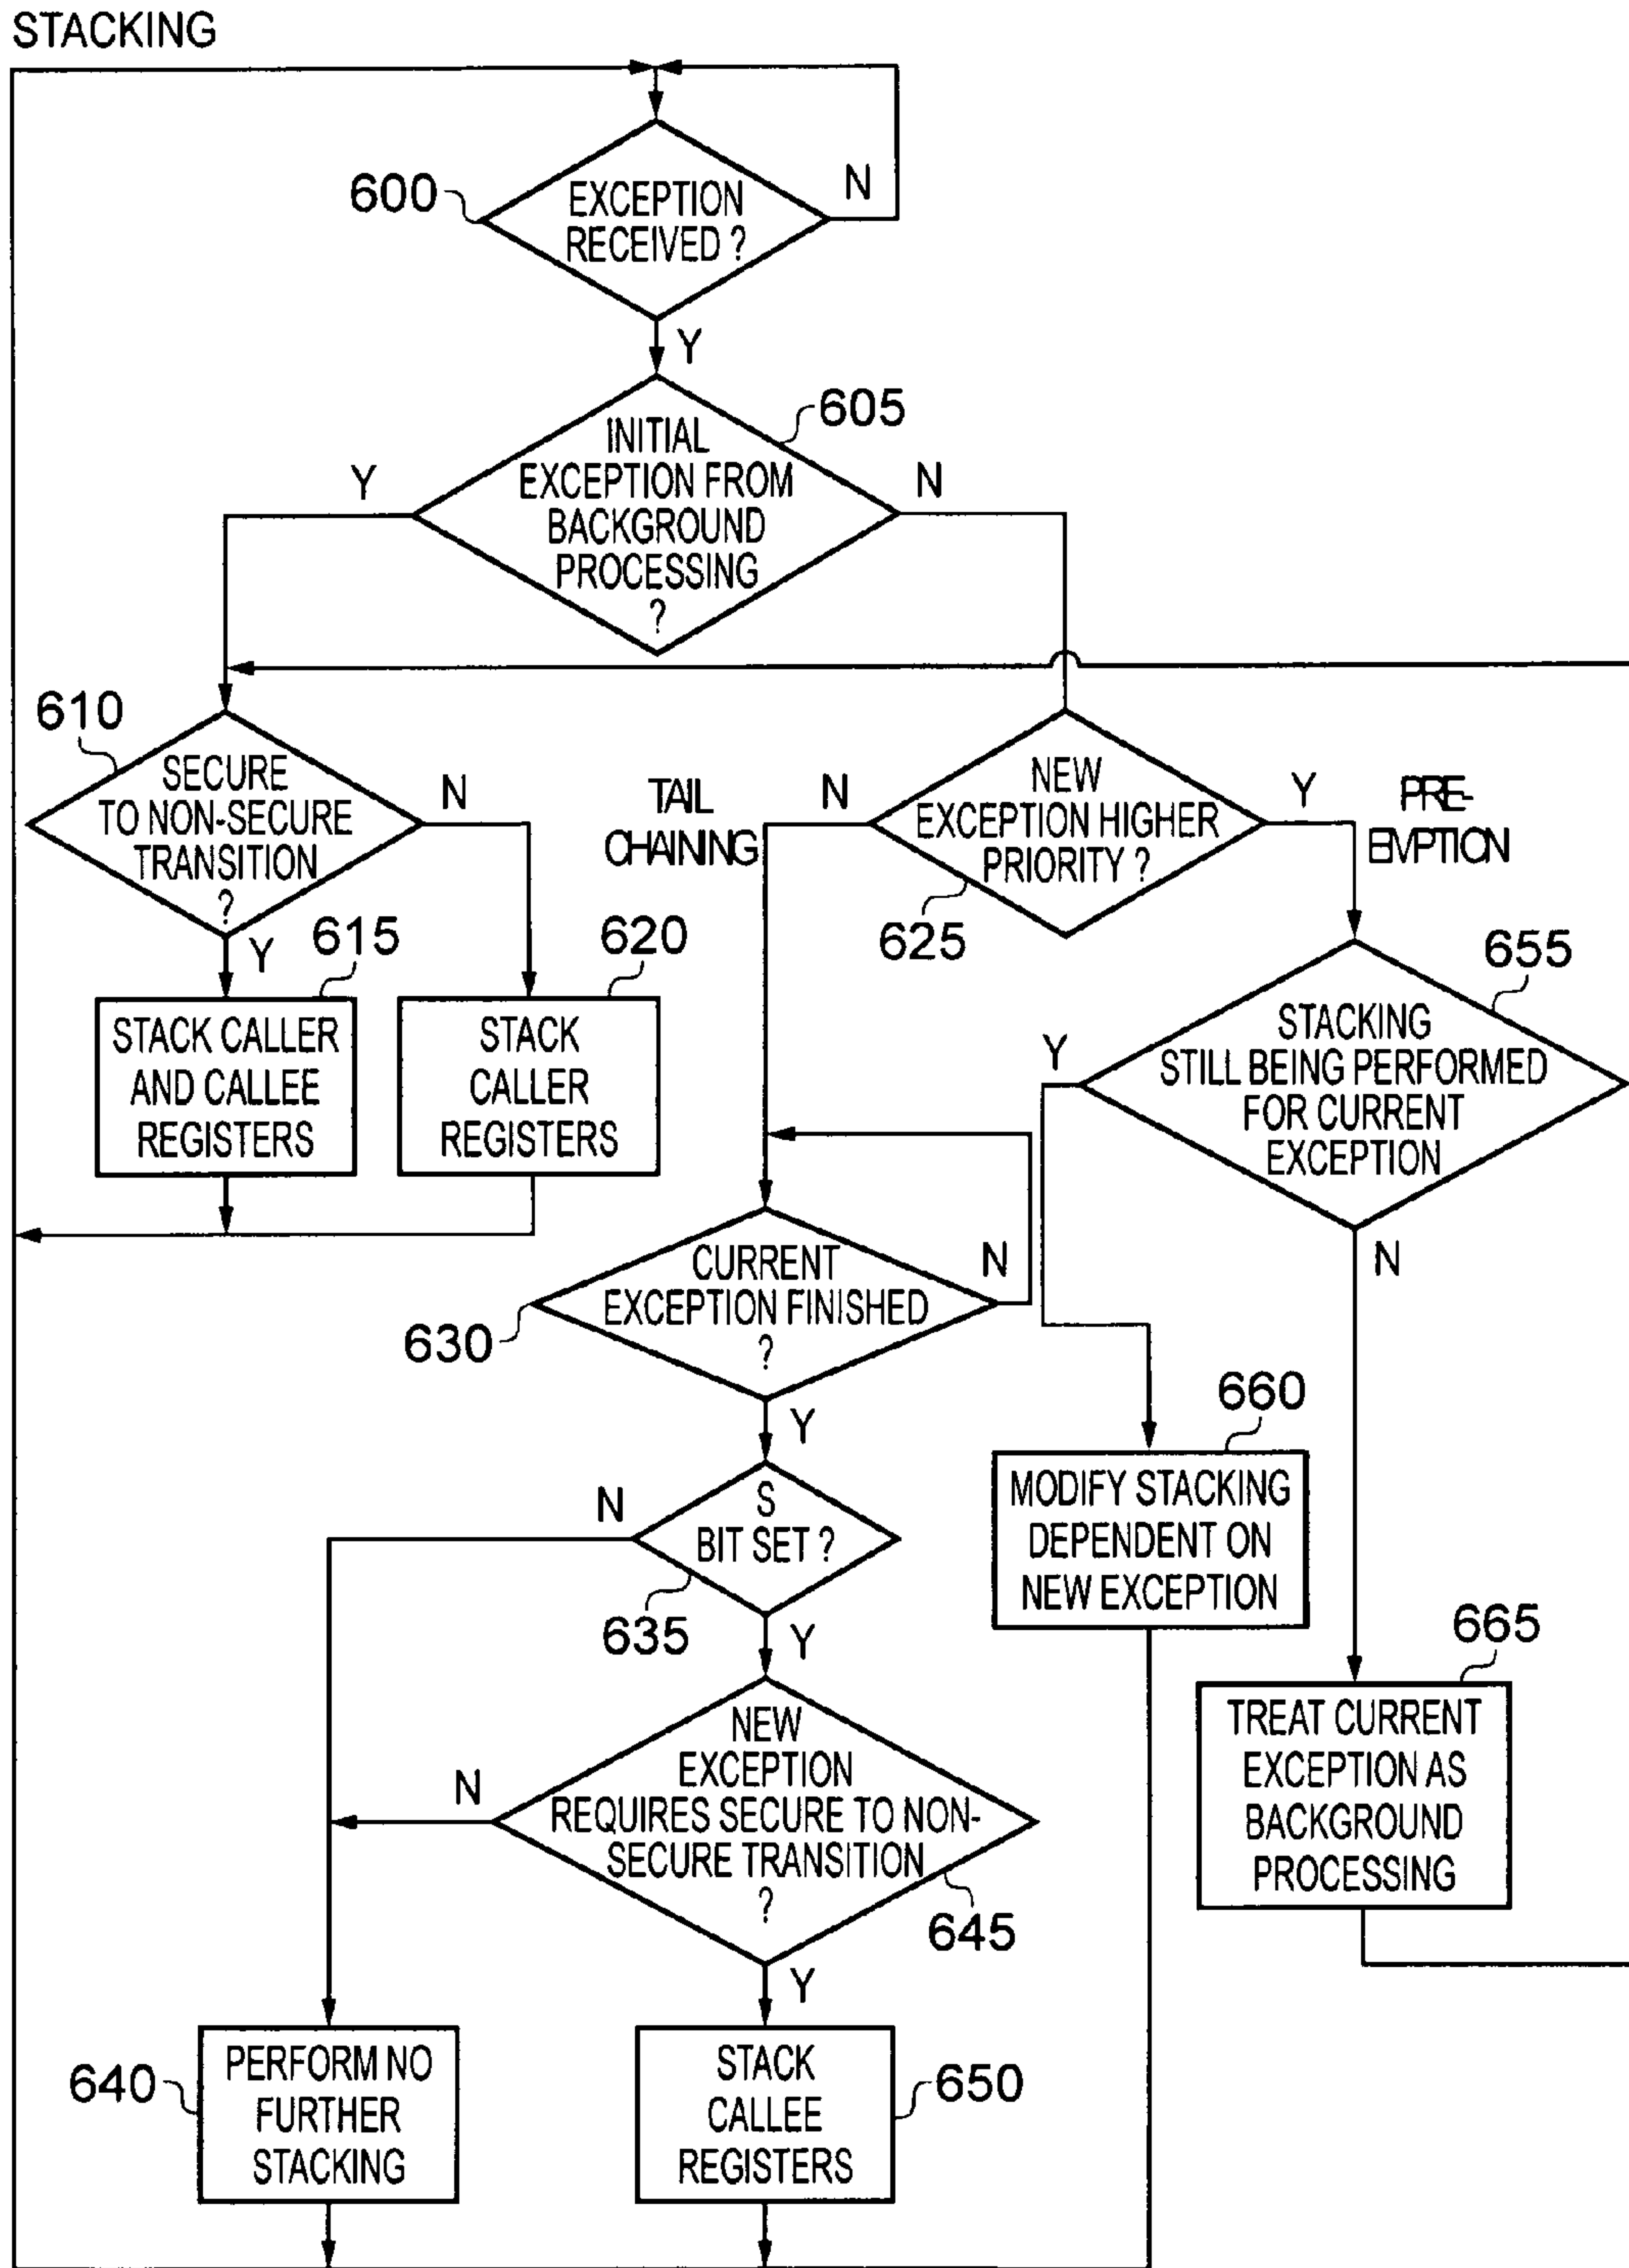 STACKING
600
EXCEPTION
RECEIVED ?
N
Y
605
INITIAL
EXCEPTION FROM
BACKGROUND
PROCESSING
?
Y
N
610
SECURE
TO NON-SECURE
TRANSITION
?
N
Y
TAIL
CHAINING
N
NEW
EXCEPTION HIGHER
PRIORITY ?
625
Y
PRE-
EMPTION
615
STACK CALLER
AND CALLEE
REGISTERS
620
STACK
CALLER
REGISTERS
655
STACKING
STILL BEING PERFORMED
FOR CURRENT
EXCEPTION
Y
N
CURRENT
EXCEPTION FINISHED
?
630
N
Y
660
MODIFY STACKING
DEPENDENT ON
NEW EXCEPTION
S
BIT SET ?
635
N
Y
665
TREAT CURRENT
EXCEPTION AS
BACKGROUND
PROCESSING
NEW
EXCEPTION
REQUIRES SECURE TO NON-
SECURE TRANSITION
?
645
N
Y
640
PERFORM NO
FURTHER
STACKING
STACK
CALLEE
REGISTERS
650